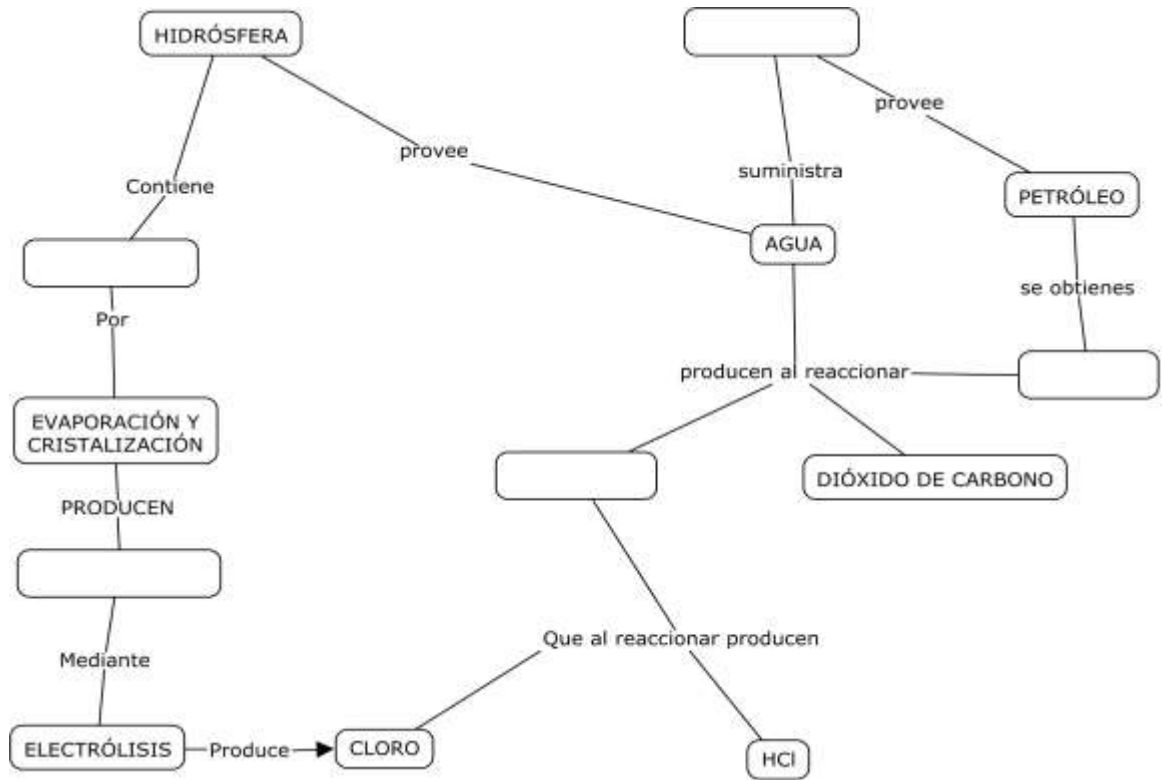 HIDRÓSFERA
provee
provee
Contiene
suministra
PETRÓLEO
AGUA
se obtienes
Por
producen al reaccionar
EVAPORACIÓN Y
CRISTALIZACIÓN
DIÓXIDO DE CARBONO
PRODUCEN
Que al reaccionar producen
Mediante
ELECTRÓLISIS
Produce
CLORO
HCl